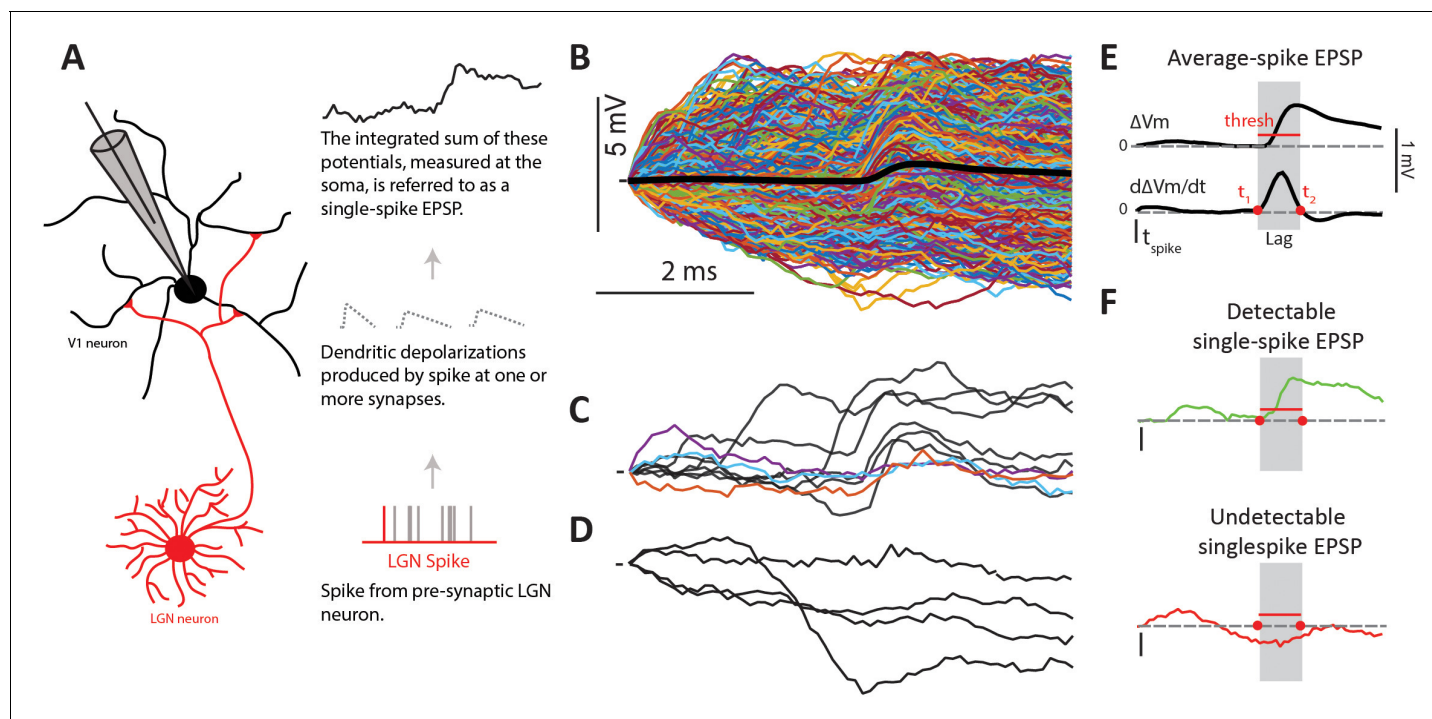 A
The integrated sum of these
potentials, measured at the
soma, is referred to as a
single-spike EPSP.
V1 neuron
Dendritic depolarizations
produced by spike at one or
more synapses.
LGN Spike
Spike from pre-synaptic LGN
neuron.
LGN neuron
B
5 mV
2 ms
C
D
E
Average-spike EPSP
ΔVm
thresh
0
1 mV
dΔVm/dt
t1
t2
0
tspike
Lag
F
Detectable
single-spike EPSP
Undetectable
singlespike EPSP